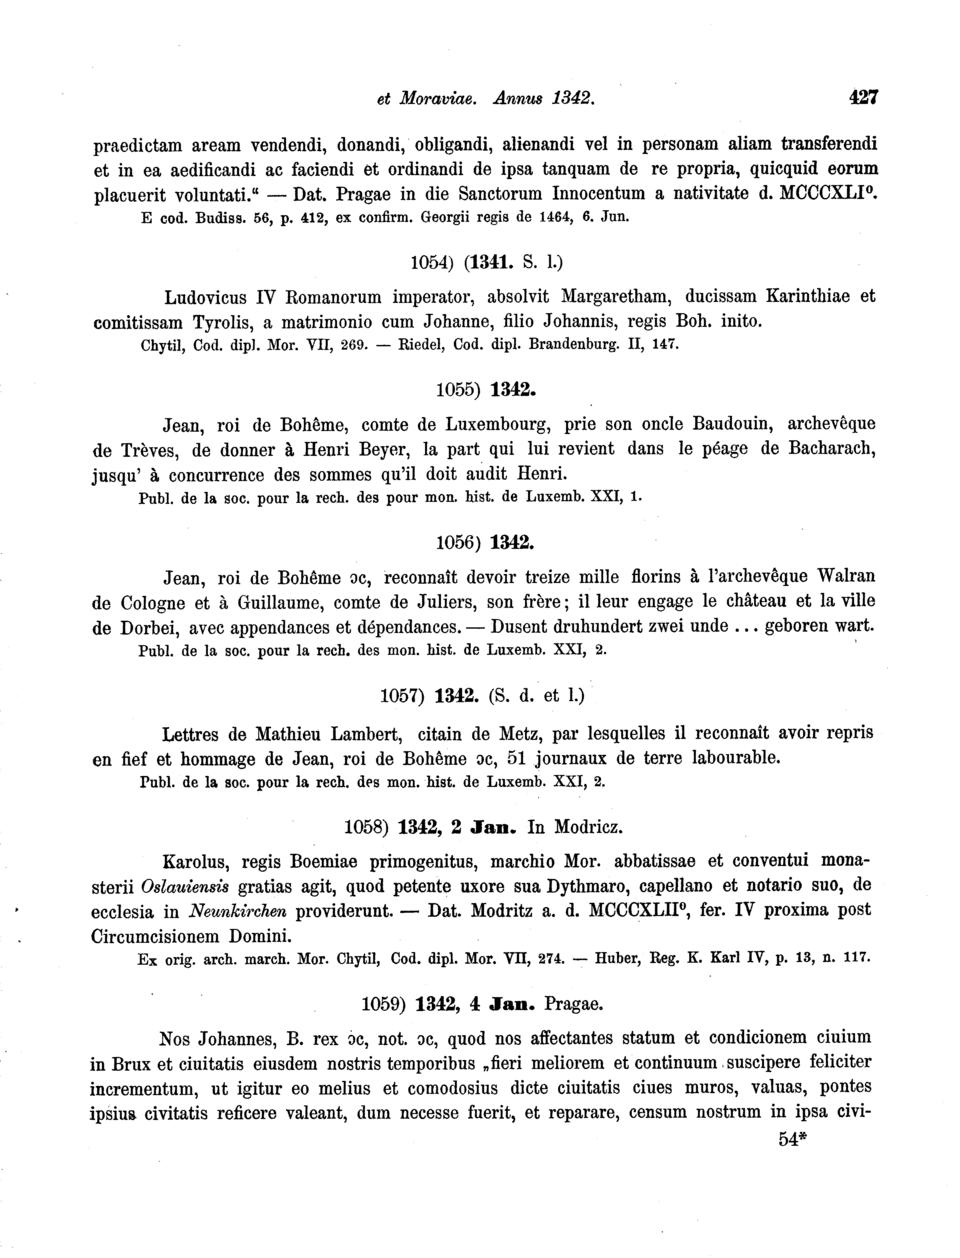 et Moraviae. Annus 1342. 427
praedictam aream vendendi, donandi, obligandi, alienandi vel in personam aliam transferendi
et in ea aedificandi ac faciendi et ordinandi de ipsa tanquam de re propria, quicquid eorum
placuerit voluntati.“ — Dat. Pragae in die Sanctorum Innocentum a nativitate d. MCCCXLI⁰.
E cod. Budiss. 56, p. 412, ex confirm. Georgii regis de 1464, 6. Jun.
1054) (1341. S. l.)
Ludovicus IV Romanorum imperator, absolvit Margaretham, ducissam Karinthiae et
comitissam Tyrolis, a matrimonio cum Johanne, filio Johannis, regis Boh. inito.
Chytil, Cod. dipl. Mor. VII, 269. — Riedel, Cod. dipl. Brandenburg. II, 147.
1055) 1342.
Jean, roi de Bohême, comte de Luxembourg, prie son oncle Baudouin, archevêque
de Trèves, de donner à Henri Beyer, la part qui lui revient dans le péage de Bacharach,
jusqu' à concurrence des sommes qu'il doit audit Henri.
Publ. de la soc. pour la rech. des pour mon. hist. de Luxemb. XXI, 1.
1056) 1342.
Jean, roi de Bohême ɔc, reconnaît devoir treize mille florins à l'archevêque Walran
de Cologne et à Guillaume, comte de Juliers, son frère; il leur engage le château et la ville
de Dorbei, avec appendances et dépendances. — Dusent druhundert zwei unde ... geboren wart.
Publ. de la soc. pour la rech. des mon. hist. de Luxemb. XXI, 2.
1057) 1342. (S. d. et l.)
Lettres de Mathieu Lambert, citain de Metz, par lesquelles il reconnaît avoir repris
en fief et hommage de Jean, roi de Bohême ɔc, 51 journaux de terre labourable.
Publ. de la soc. pour la rech. des mon. hist. de Luxemb. XXI, 2.
1058) 1342, 2 Jan. In Modricz.
Karolus, regis Boemiae primogenitus, marchio Mor. abbatissae et conventui mona-
sterii Oslauiensis gratias agit, quod petente uxore sua Dythmaro, capellano et notario suo, de
ecclesia in Neunkirchen providerunt. — Dat. Modritz a. d. MCCCXLII⁰, fer. IV proxima post
Circumcisionem Domini.
Ex orig. arch. march. Mor. Chytil, Cod. dipl. Mor. VII, 274. — Huber, Reg. K. Karl IV, p. 13, n. 117.
1059) 1342, 4 Jan. Pragae.
Nos Johannes, B. rex ɔc, not. ɔc, quod nos affectantes statum et condicionem ciuium
in Brux et ciuitatis eiusdem nostris temporibus „fieri meliorem et continuum suscipere feliciter
incrementum, ut igitur eo melius et comodosius dicte ciuitatis ciues muros, valuas, pontes
ipsius civitatis reficere valeant, dum necesse fuerit, et reparare, censum nostrum in ipsa civi-
54*